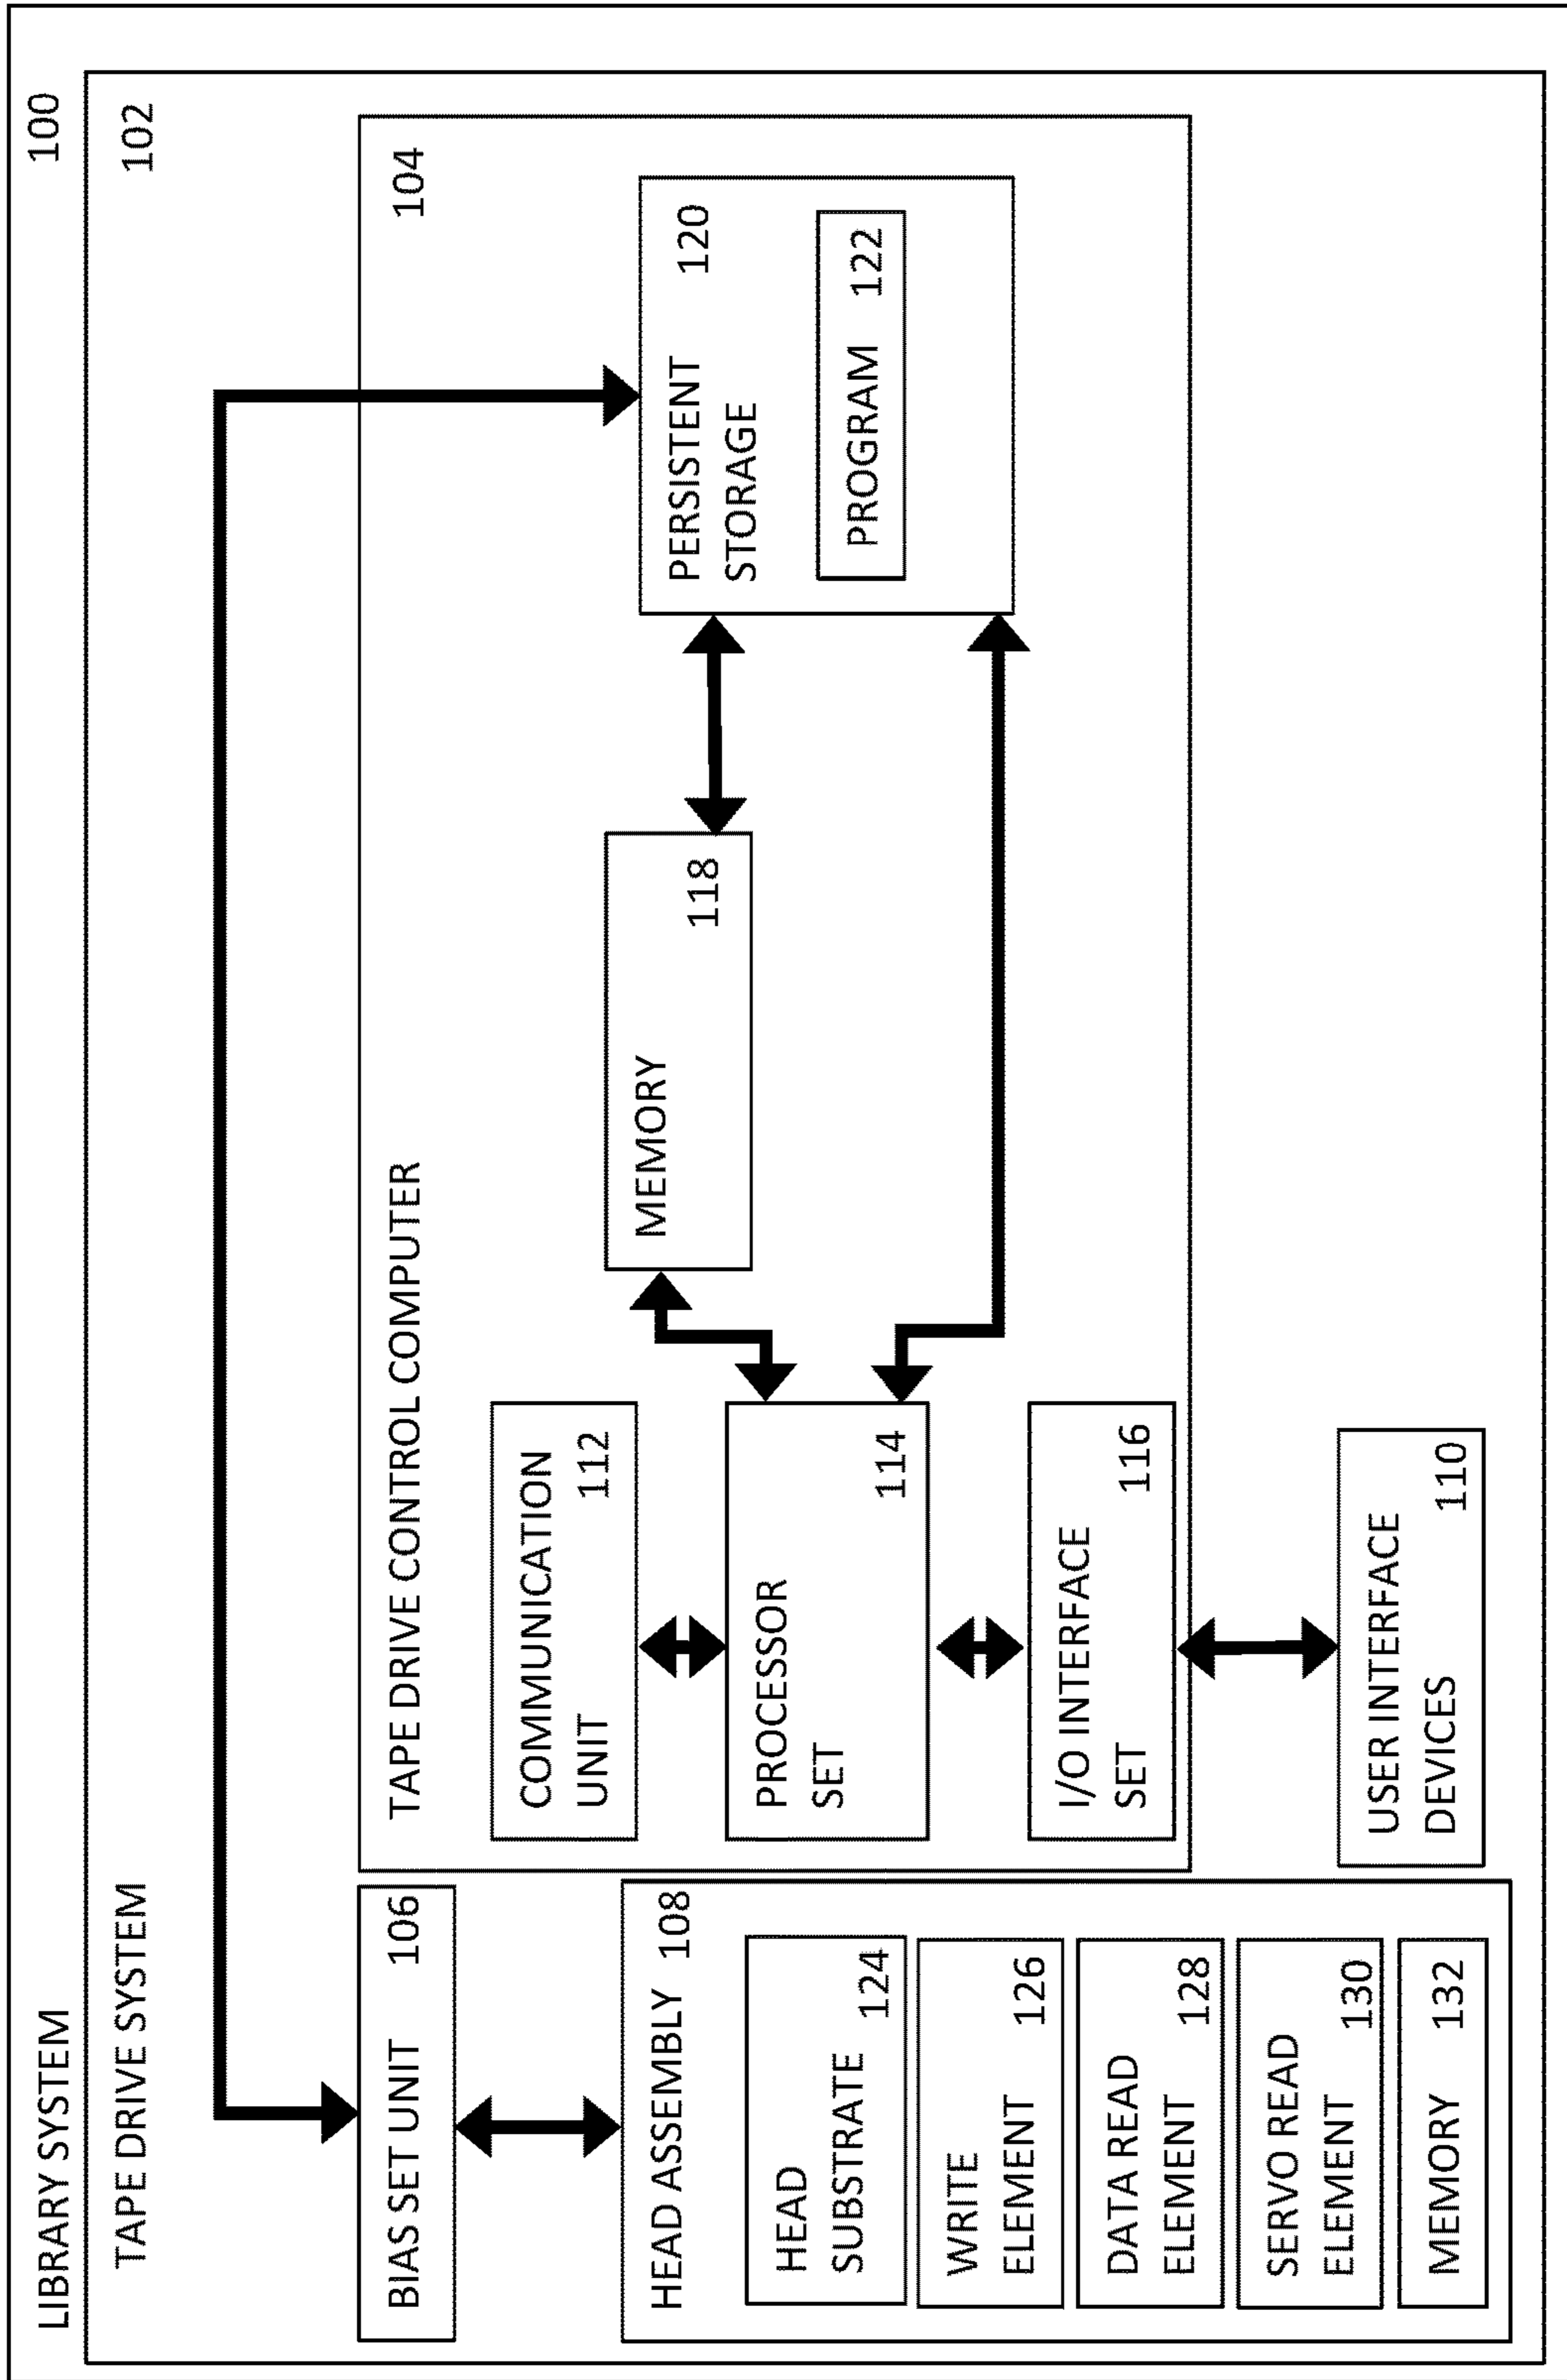 LIBRARY SYSTEM 100
TAPE DRIVE SYSTEM 102
BIAS SET UNIT 106
HEAD ASSEMBLY 108
HEAD
SUBSTRATE 124
WRITE
ELEMENT 126
DATA READ
ELEMENT 128
SERVO READ
ELEMENT 130
MEMORY 132
TAPE DRIVE CONTROL COMPUTER 104
COMMUNICATION
UNIT 112
PROCESSOR
SET 114
I/O INTERFACE
SET 116
MEMORY
118
PERSISTENT 120
STORAGE
PROGRAM 122
USER INTERFACE
DEVICES 110